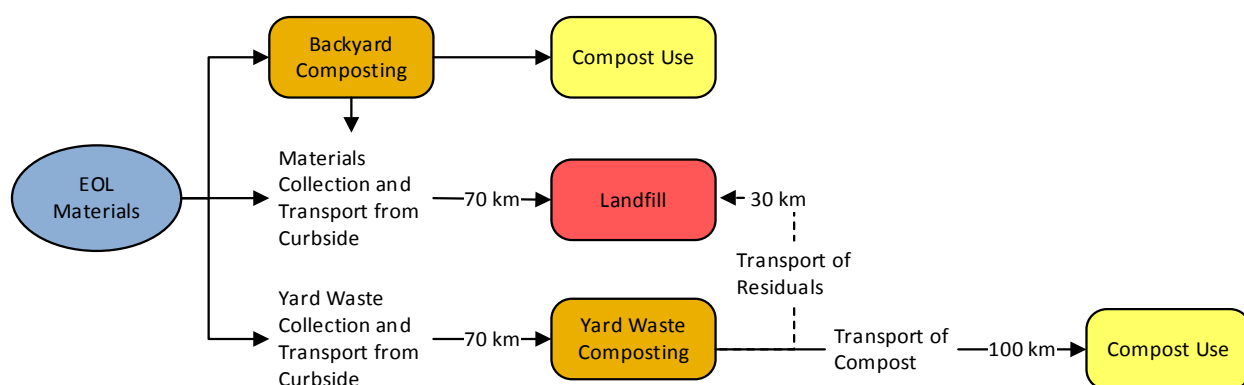 Backyard
Composting
Compost Use
EOL
Materials
Materials
Collection and
Transport from
Curbside
70 km
Landfill
30 km
Transport of
Residuals
Yard Waste
Collection and
Transport from
Curbside
70 km
Yard Waste
Composting
Transport of
Compost
100 km
Compost Use